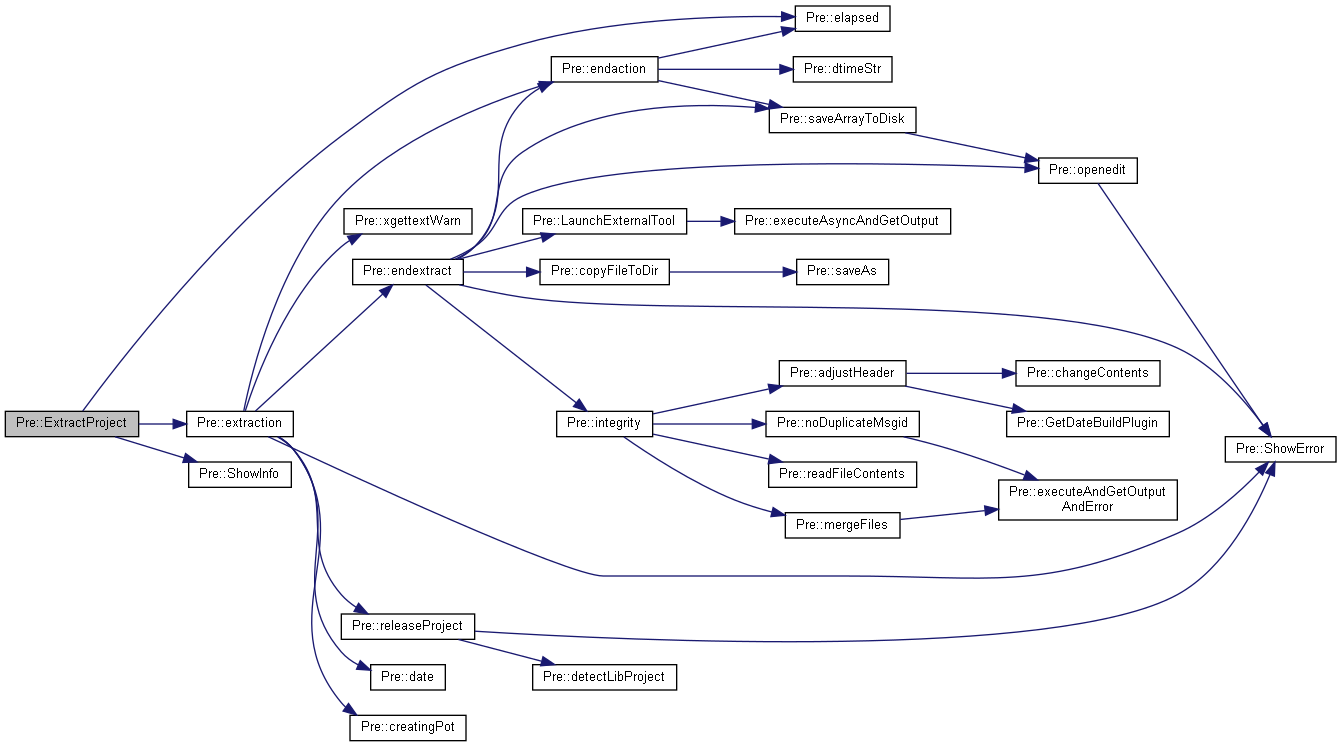 Pre::elapsed
Pre::endaction
Pre::dtimeStr
Pre::saveArrayToDisk
Pre::openedit
Pre::xgettextWarn
Pre::LaunchExternalTool
Pre::executeAsyncAndGetOutput
Pre::endextract
Pre::copyFileToDir
Pre::saveAs
Pre::adjustHeader
Pre::changeContents
Pre::ExtractProject
Pre::extraction
Pre::integrity
Pre::noDuplicateMsgid
Pre::GetDateBuildPlugin
Pre::ShowError
Pre::ShowInfo
Pre::readFileContents
Pre::executeAndGetOutput
AndError
Pre::mergeFiles
Pre::releaseProject
Pre::date
Pre::detectLibProject
Pre::creatingPot